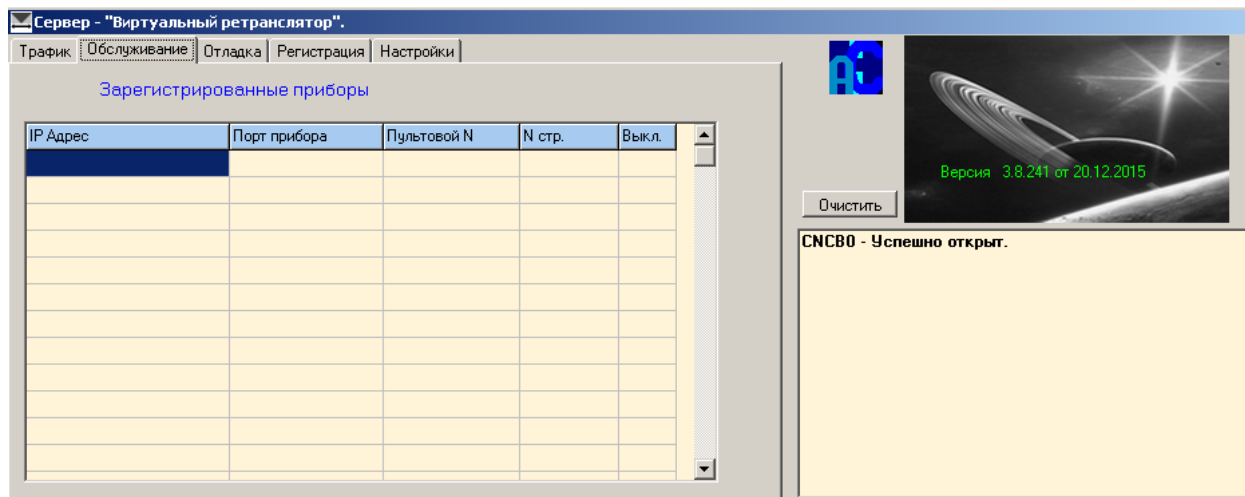 Сервер - "Виртуальный ретранслятор".
Трафик Обслуживание Отладка Регистрация Настройки
Зарегистрированные приборы
IP Адрес Порт прибора Пультовой N N стр. Выкл.
АС
Версия 3.8.241 от 20.12.2015
Очистить
CNCB0 - Успешно открыт.